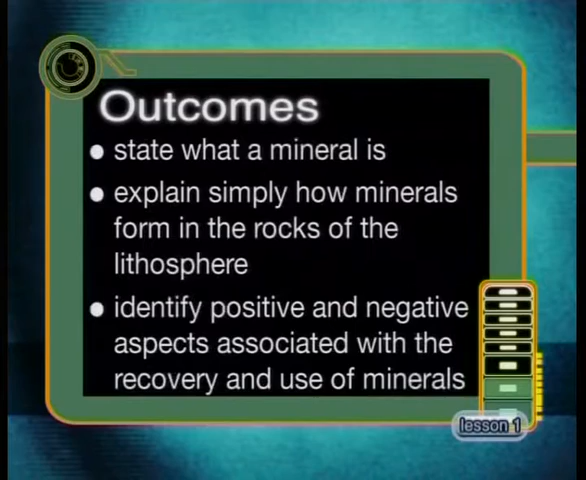 Outcomes
● state what a mineral is
● explain simply how minerals
form in the rocks of the
lithosphere
● identify positive and negative
aspects associated with the
recovery and use of minerals
lesson 1